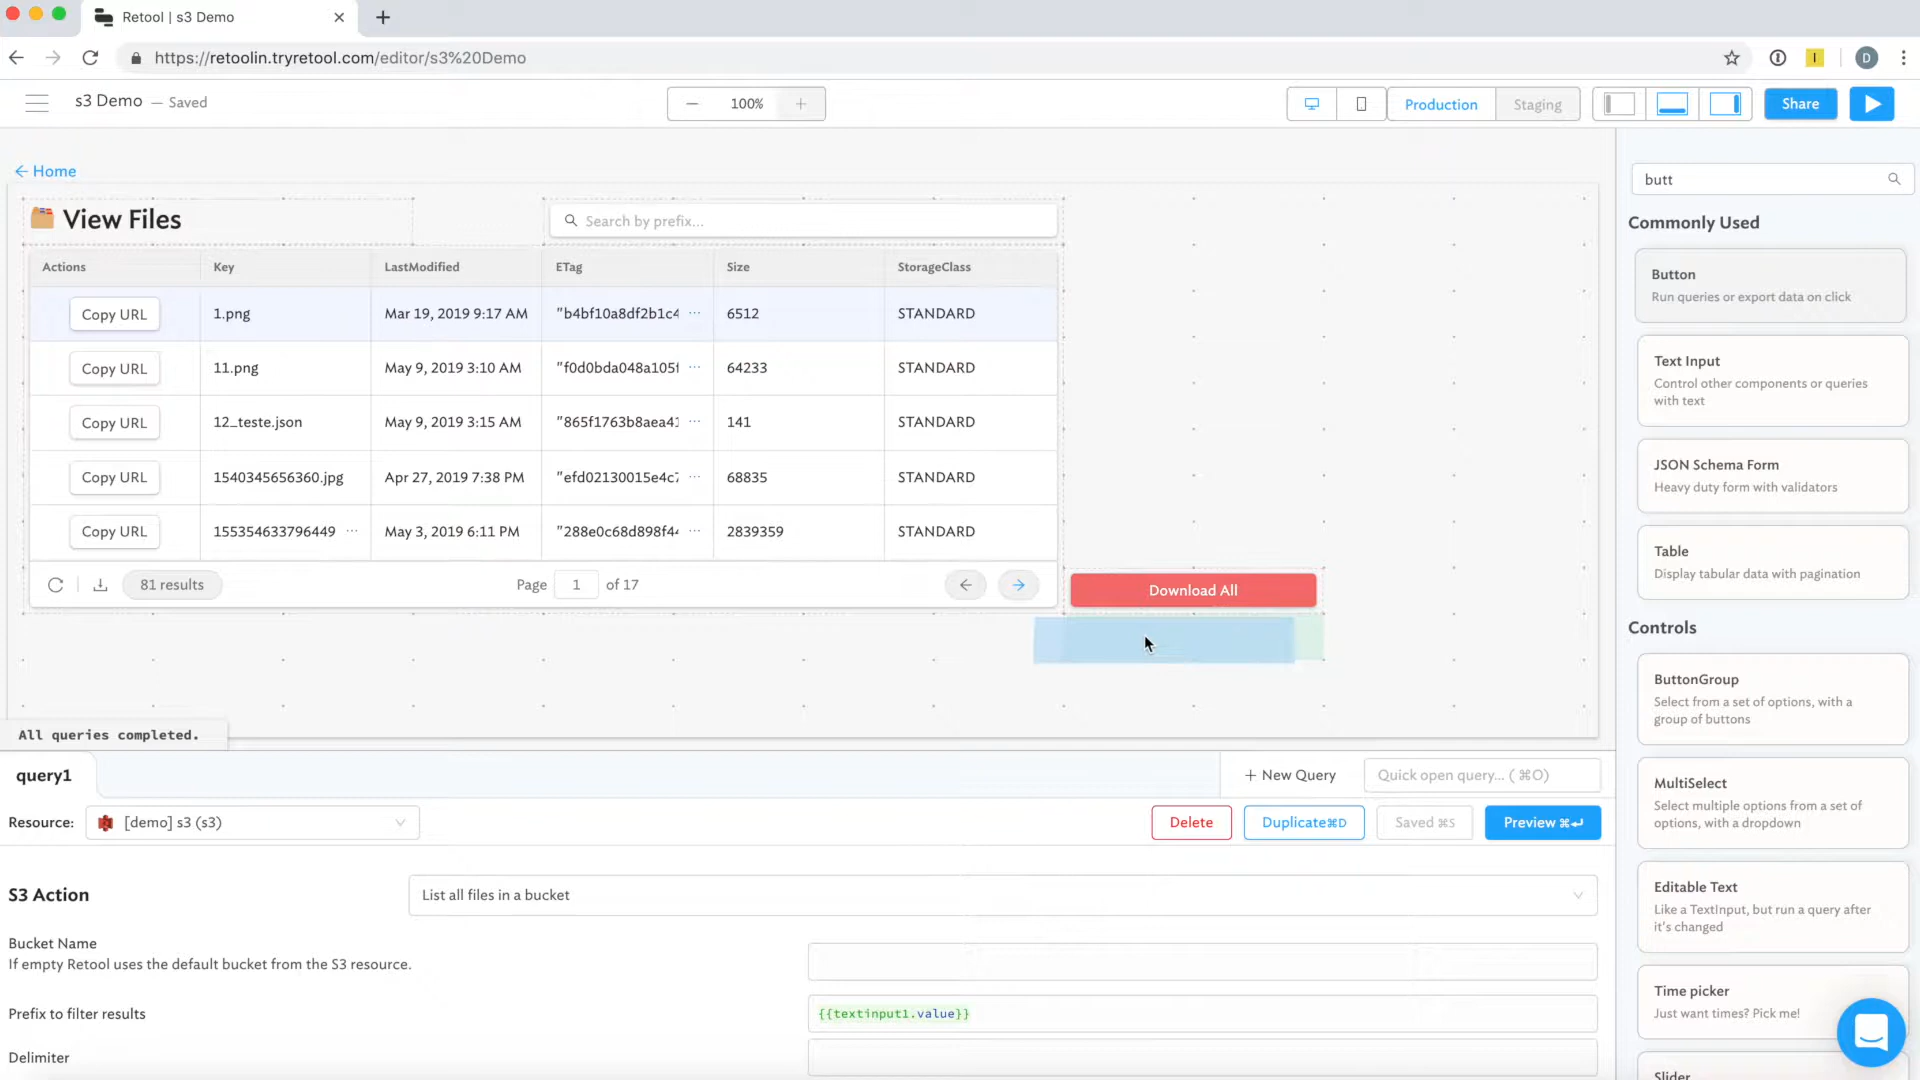 Retool | s3 Demo
https://retoolin.tryretool.com/editor/s3%20Demo
D
s3 Demo — Saved
100%
Production
Staging
Share
← Home
View Files
Search by prefix...
Actions Key LastModified ETag Size StorageClass
Copy URL 1.png Mar 19, 2019 9:17 AM "b4bf10a8df2b1c4 ... 6512 STANDARD
Copy URL 11.png May 9, 2019 3:10 AM "f0d0bda048a105f ... 64233 STANDARD
Copy URL 12_teste.json May 9, 2019 3:15 AM "865f1763b8aea41 ... 141 STANDARD
Copy URL 1540345656360.jpg Apr 27, 2019 7:38 PM "efd02130015e4c7 ... 68835 STANDARD
Copy URL 155354633796449 ... May 3, 2019 6:11 PM "288e0c68d898f44 ... 2839359 STANDARD
81 results
Page 1 of 17
Download All
All queries completed.
butt
Commonly Used
Button
Run queries or export data on click
Text Input
Control other components or queries
with text
JSON Schema Form
Heavy duty form with validators
Table
Display tabular data with pagination
Controls
ButtonGroup
Select from a set of options, with a
group of buttons
MultiSelect
Select multiple options from a set of
options, with a dropdown
Editable Text
Like a TextInput, but run a query after
it's changed
Time picker
Just want times? Pick me!
Slider
query1
+ New Query
Quick open query... ( ⌘O)
Resource:
[demo] s3 (s3)
Delete
Duplicate⌘D
Saved ⌘S
Preview ⌘↵
S3 Action
List all files in a bucket
Bucket Name
If empty Retool uses the default bucket from the S3 resource.
Prefix to filter results
{{textinput1.value}}
Delimiter